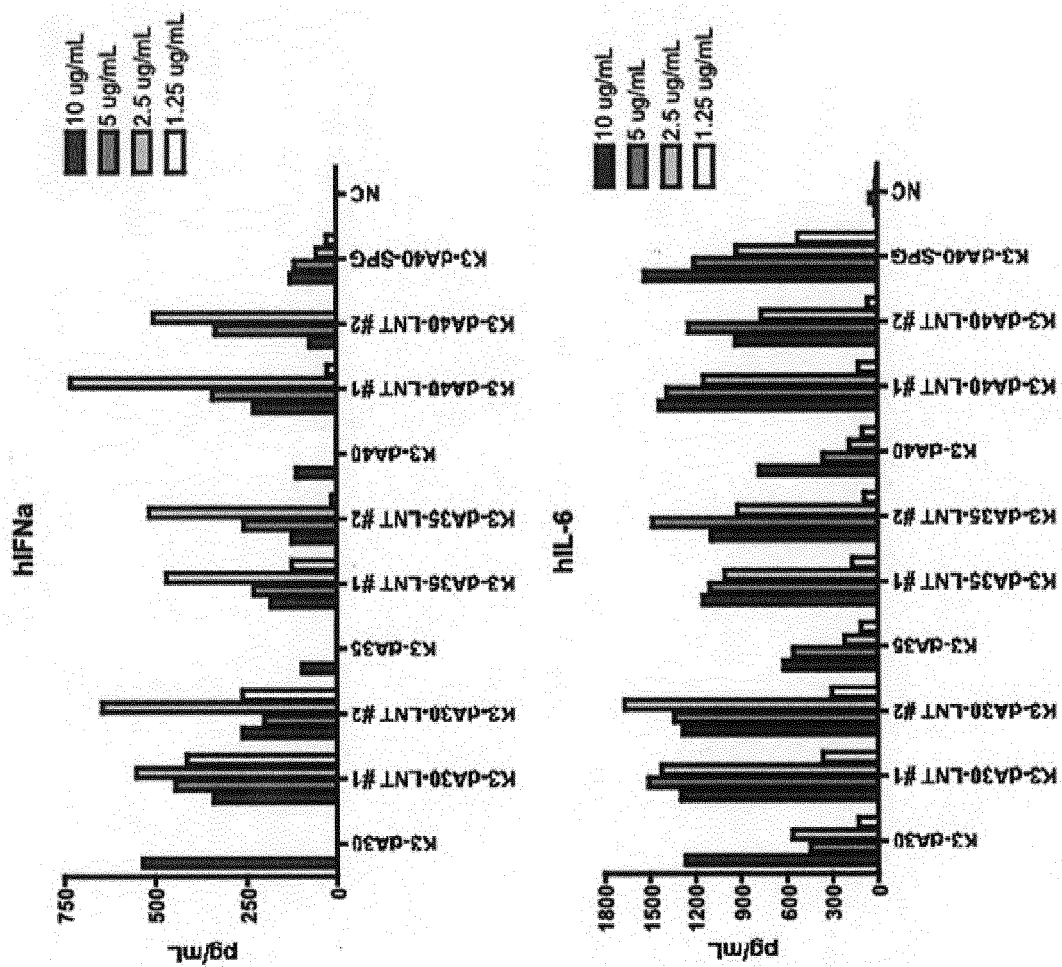 hIFNa
10 ug/mL
5 ug/mL
2.5 ug/mL
1.25 ug/mL
pg/mL
750
500
250
0
K3-dA30
K3-dA30-LNT #1
K3-dA30-LNT #2
K3-dA35
K3-dA35-LNT #1
K3-dA35-LNT #2
K3-dA40
K3-dA40-LNT #1
K3-dA40-LNT #2
K3-dA40-SPG
NC
hIL-6
10 ug/mL
5 ug/mL
2.5 ug/mL
1.25 ug/mL
pg/mL
1800
1500
1200
900
600
300
0
K3-dA30
K3-dA30-LNT #1
K3-dA30-LNT #2
K3-dA35
K3-dA35-LNT #1
K3-dA35-LNT #2
K3-dA40
K3-dA40-LNT #1
K3-dA40-LNT #2
K3-dA40-SPG
NC